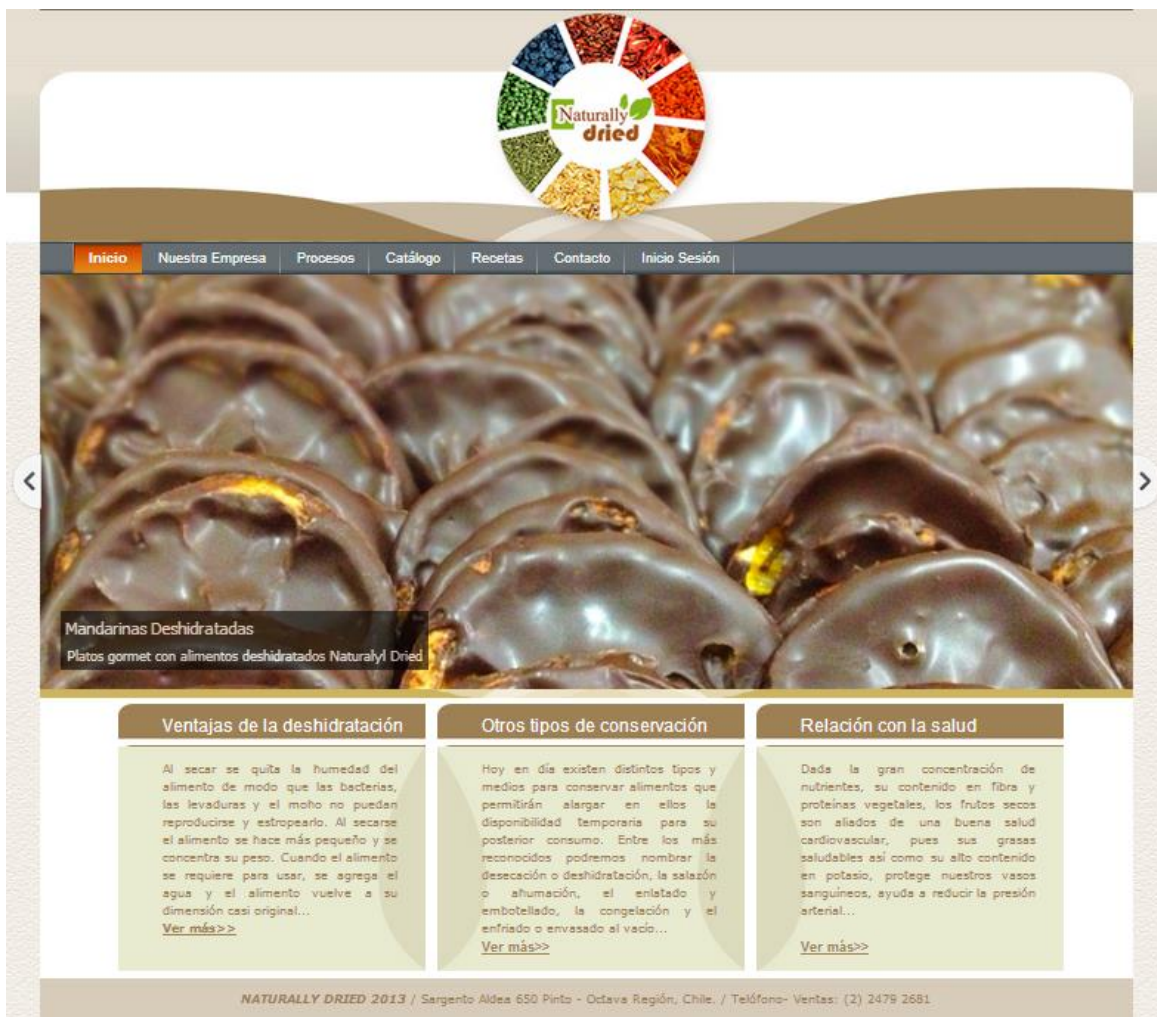 Naturally
dried
Inicio Nuestra Empresa Procesos Catálogo Recetas Contacto Inicio Sesión
Mandarinas Deshidratadas
Platos gormet con alimentos deshidratados Naturalyl Dried
Ventajas de la deshidratación
Al secar se quita la humedad del
alimento de modo que las bacterias,
las levaduras y el moho no puedan
reproducirse y estropearlo. Al secarse
el alimento se hace más pequeño y se
concentra su peso. Cuando el alimento
se requiere para usar, se agrega el
agua y el alimento vuelve a su
dimensión casi original...
Ver más>>
Otros tipos de conservación
Hoy en día existen distintos tipos y
medios para conservar alimentos que
permitirán alargar en ellos la
disponibilidad temporaria para su
posterior consumo. Entre los más
reconocidos podremos nombrar la
desecación o deshidratación, la salazón
o ahumación, el enlatado y
embotellado, la congelación y el
enfriado o envasado al vacío...
Ver más>>
Relación con la salud
Dada la gran concentración de
nutrientes, su contenido en fibra y
proteínas vegetales, los frutos secos
son aliados de una buena salud
cardiovascular, pues sus grasas
saludables así como su alto contenido
en potasio, protege nuestros vasos
sanguíneos, ayuda a reducir la presión
arterial...
Ver más>>
NATURALLY DRIED 2013 / Sargento Aldea 650 Pinto - Octava Región, Chile. / Telófono- Ventas: (2) 2479 2681